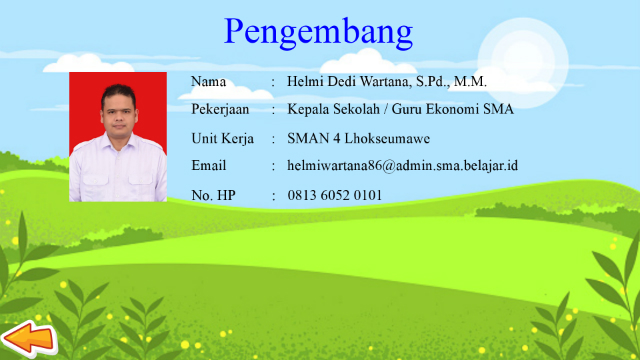 Pengembang
Nama : Helmi Dedi Wartana, S.Pd., M.M.
Pekerjaan : Kepala Sekolah / Guru Ekonomi SMA
Unit Kerja : SMAN 4 Lhokseumawe
Email : helmiwartana86@admin.sma.belajar.id
No. HP : 0813 6052 0101